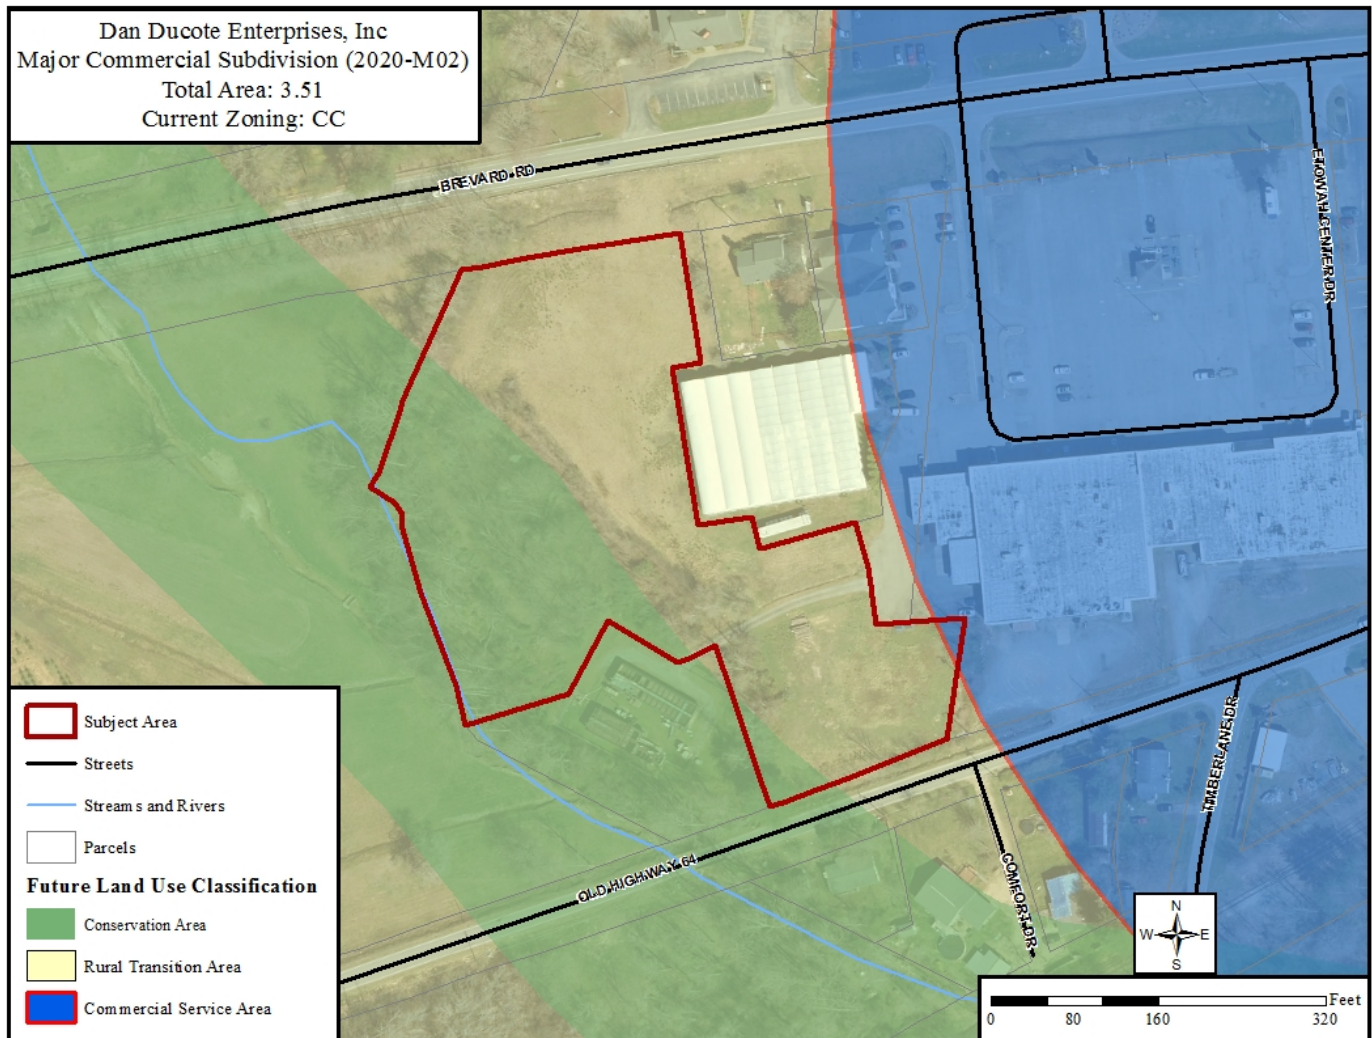 Dan Ducote Enterprises, Inc
Major Commercial Subdivision (2020-M02)
Total Area: 3.51
Current Zoning: CC
BREVARD RD
ETOWAH CENTER DR
TIMBERLANE DR
OLD HIGHWAY 64
COMFORT DR
Subject Area
Streets
Streams and Rivers
Parcels
Future Land Use Classification
Conservation Area
Rural Transition Area
Commercial Service Area
N
W E
S
Feet
0 80 160 320